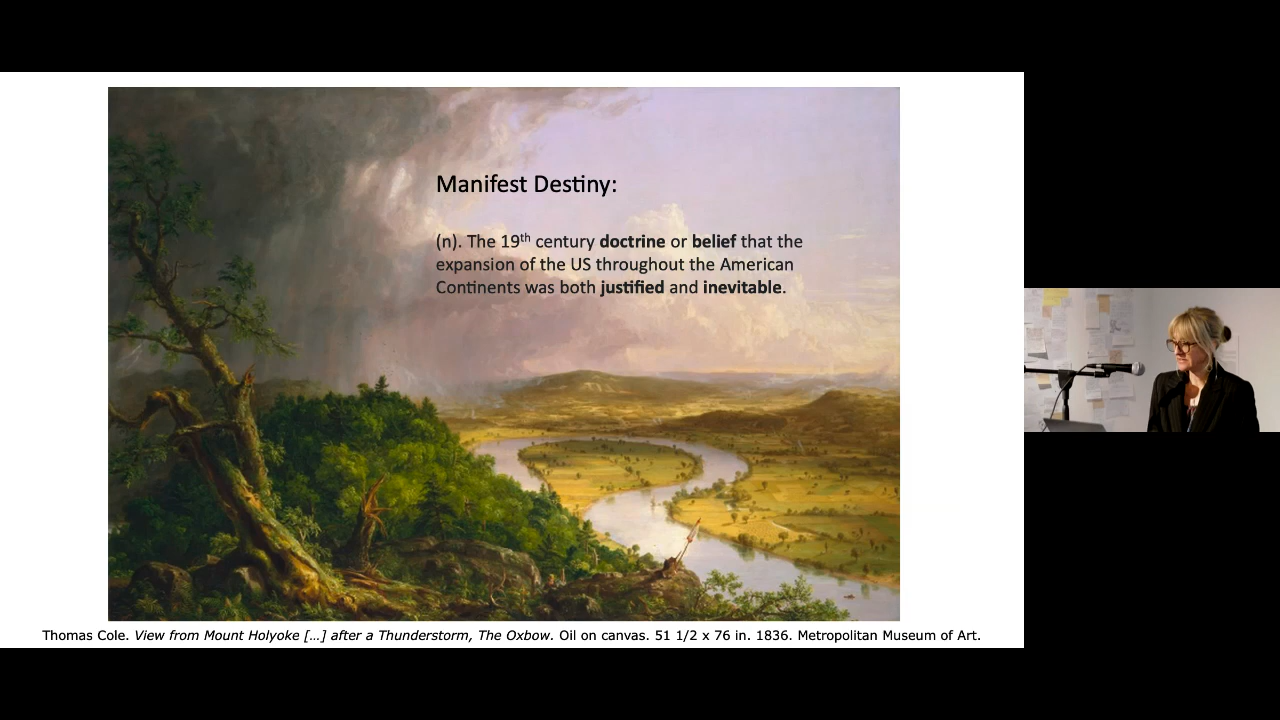 Manifest Destiny:
(n). The 19th century doctrine or belief that the
expansion of the US throughout the American
Continents was both justified and inevitable.
Thomas Cole. View from Mount Holyoke [...] after a Thunderstorm, The Oxbow. Oil on canvas. 51 1/2 x 76 in. 1836. Metropolitan Museum of Art.